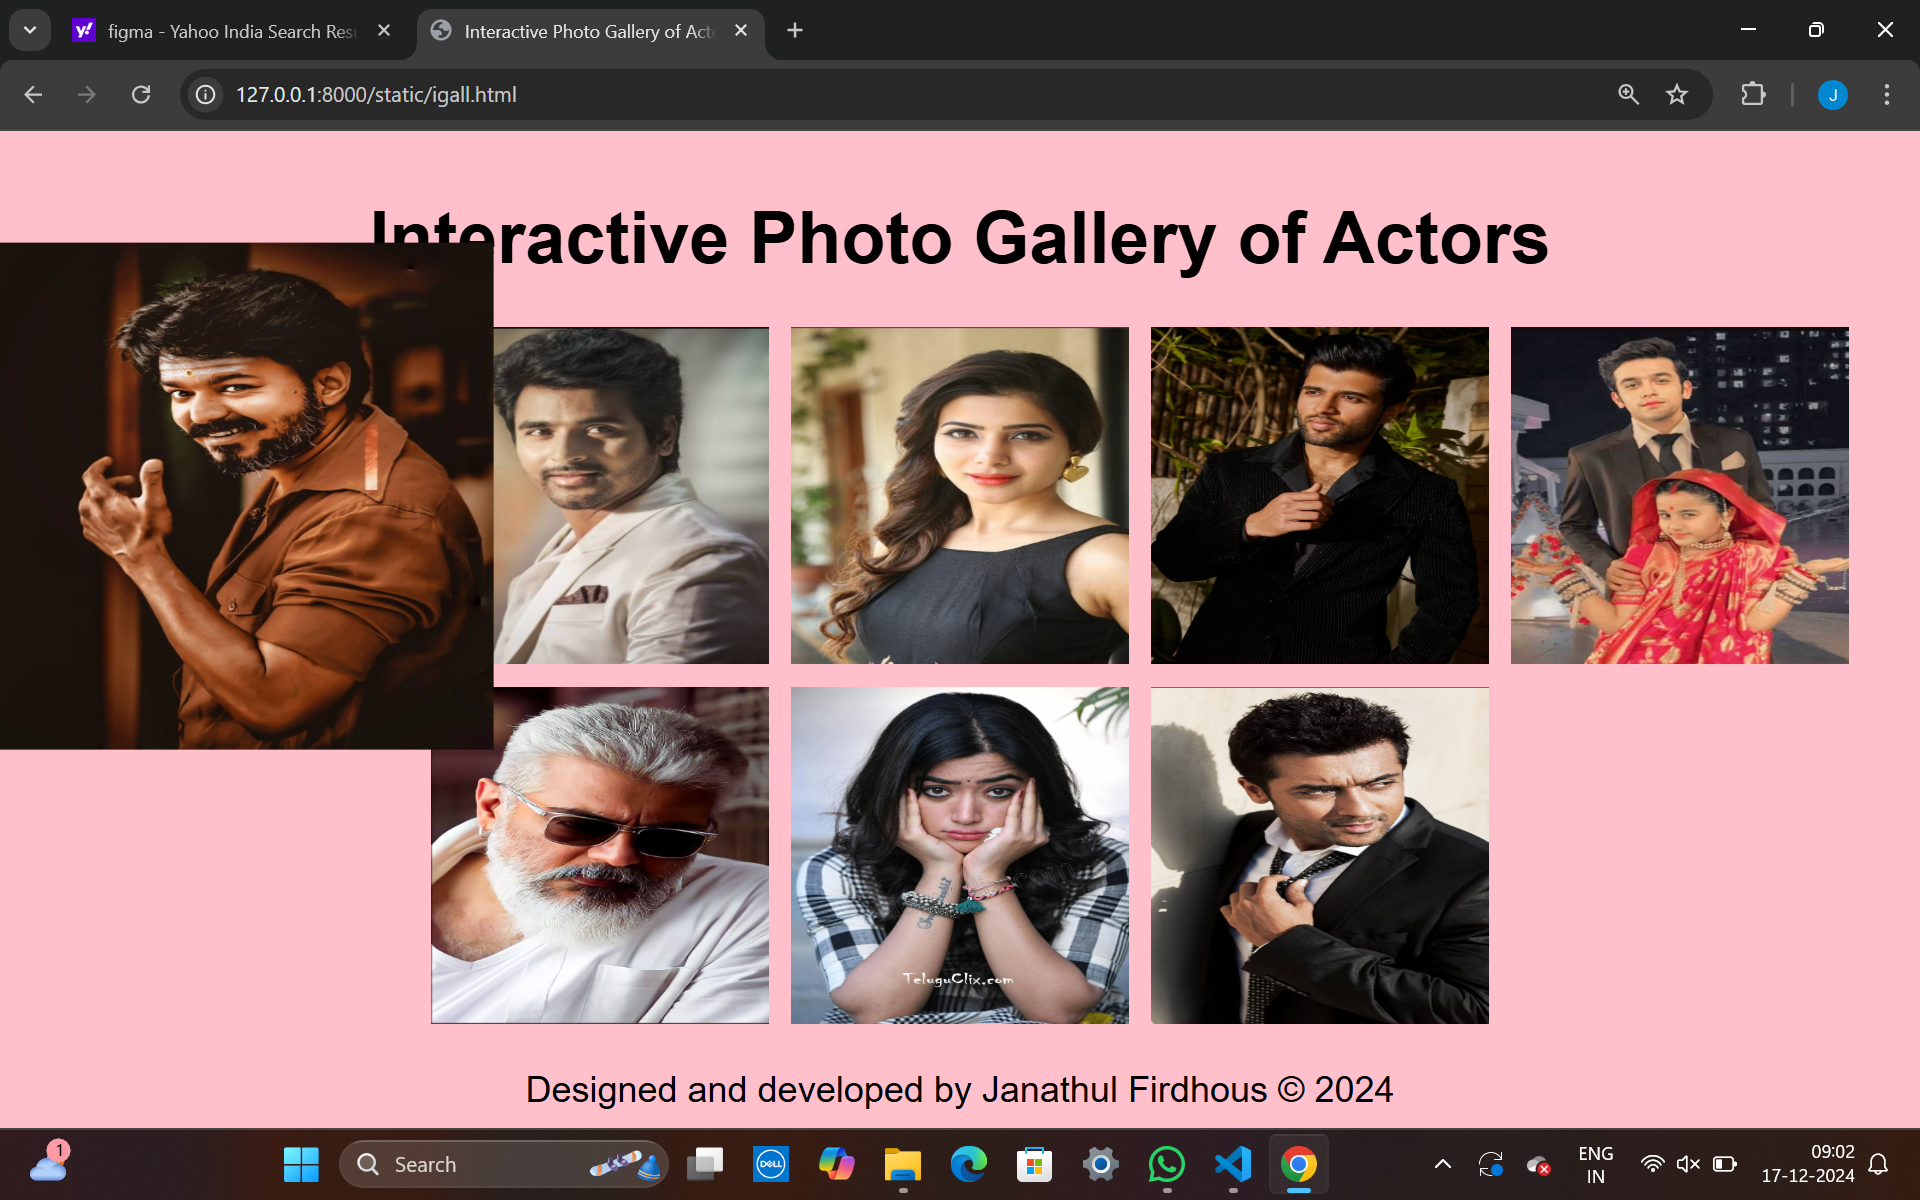 figma - Yahoo India Search Resu
Interactive Photo Gallery of Act
127.0.0.1:8000/static/igall.html
J
Interactive Photo Gallery of Actors
TeluguClix.com
Designed and developed by Janathul Firdhous © 2024
1
Search
DELL
ENG
IN
09:02
17-12-2024